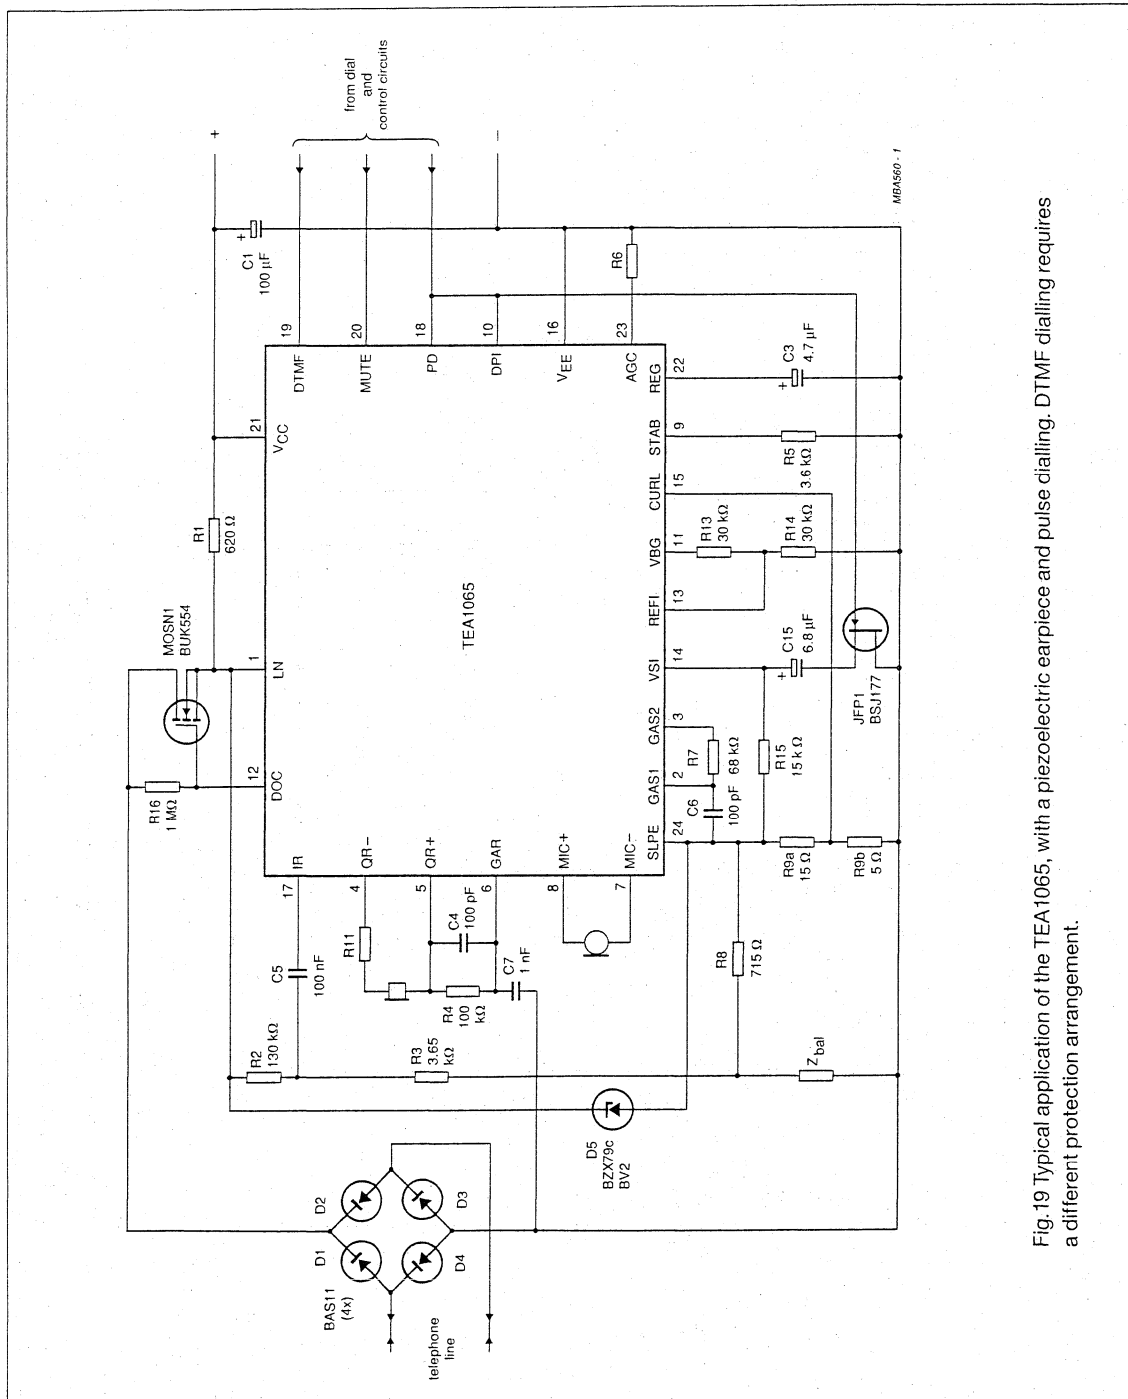 MOSN1
BUK554
R1
620 Ω
R16
1 MΩ
C1
100 µF
+
+
−
from dial
and
control circuits
BAS11
(4x)
D1
D2
D3
D4
telephone
line
R2
130 kΩ
C5
100 nF
R3
3.65
kΩ
R11
R4
100
kΩ
C4
100 pF
C7
1 nF
D5
BZX79c
BV2
R8
715 Ω
Zbal
TEA1065
12
DOC
1
LN
21
VCC
17
IR
4
QR−
5
QR+
6
GAR
8
MIC+
7
MIC−
19
DTMF
20
MUTE
18
PD
10
DPI
16
VEE
23
AGC
R6
SLPE
24
GAS1
2
GAS2
3
VSI
14
REFI
13
VBG
11
CURL
15
STAB
9
REG
22
C6
100 pF
R7
68 kΩ
R15
15 kΩ
R9a
15 Ω
R9b
5 Ω
+
C15
6.8 µF
JFP1
BSJ177
R13
30 kΩ
R14
30 kΩ
R5
3.6 kΩ
+
C3
4.7 µF
MBA560 - 1
Fig.19 Typical application of the TEA1065, with a piezoelectric earpiece and pulse dialling. DTMF dialling requires
a different protection arrangement.